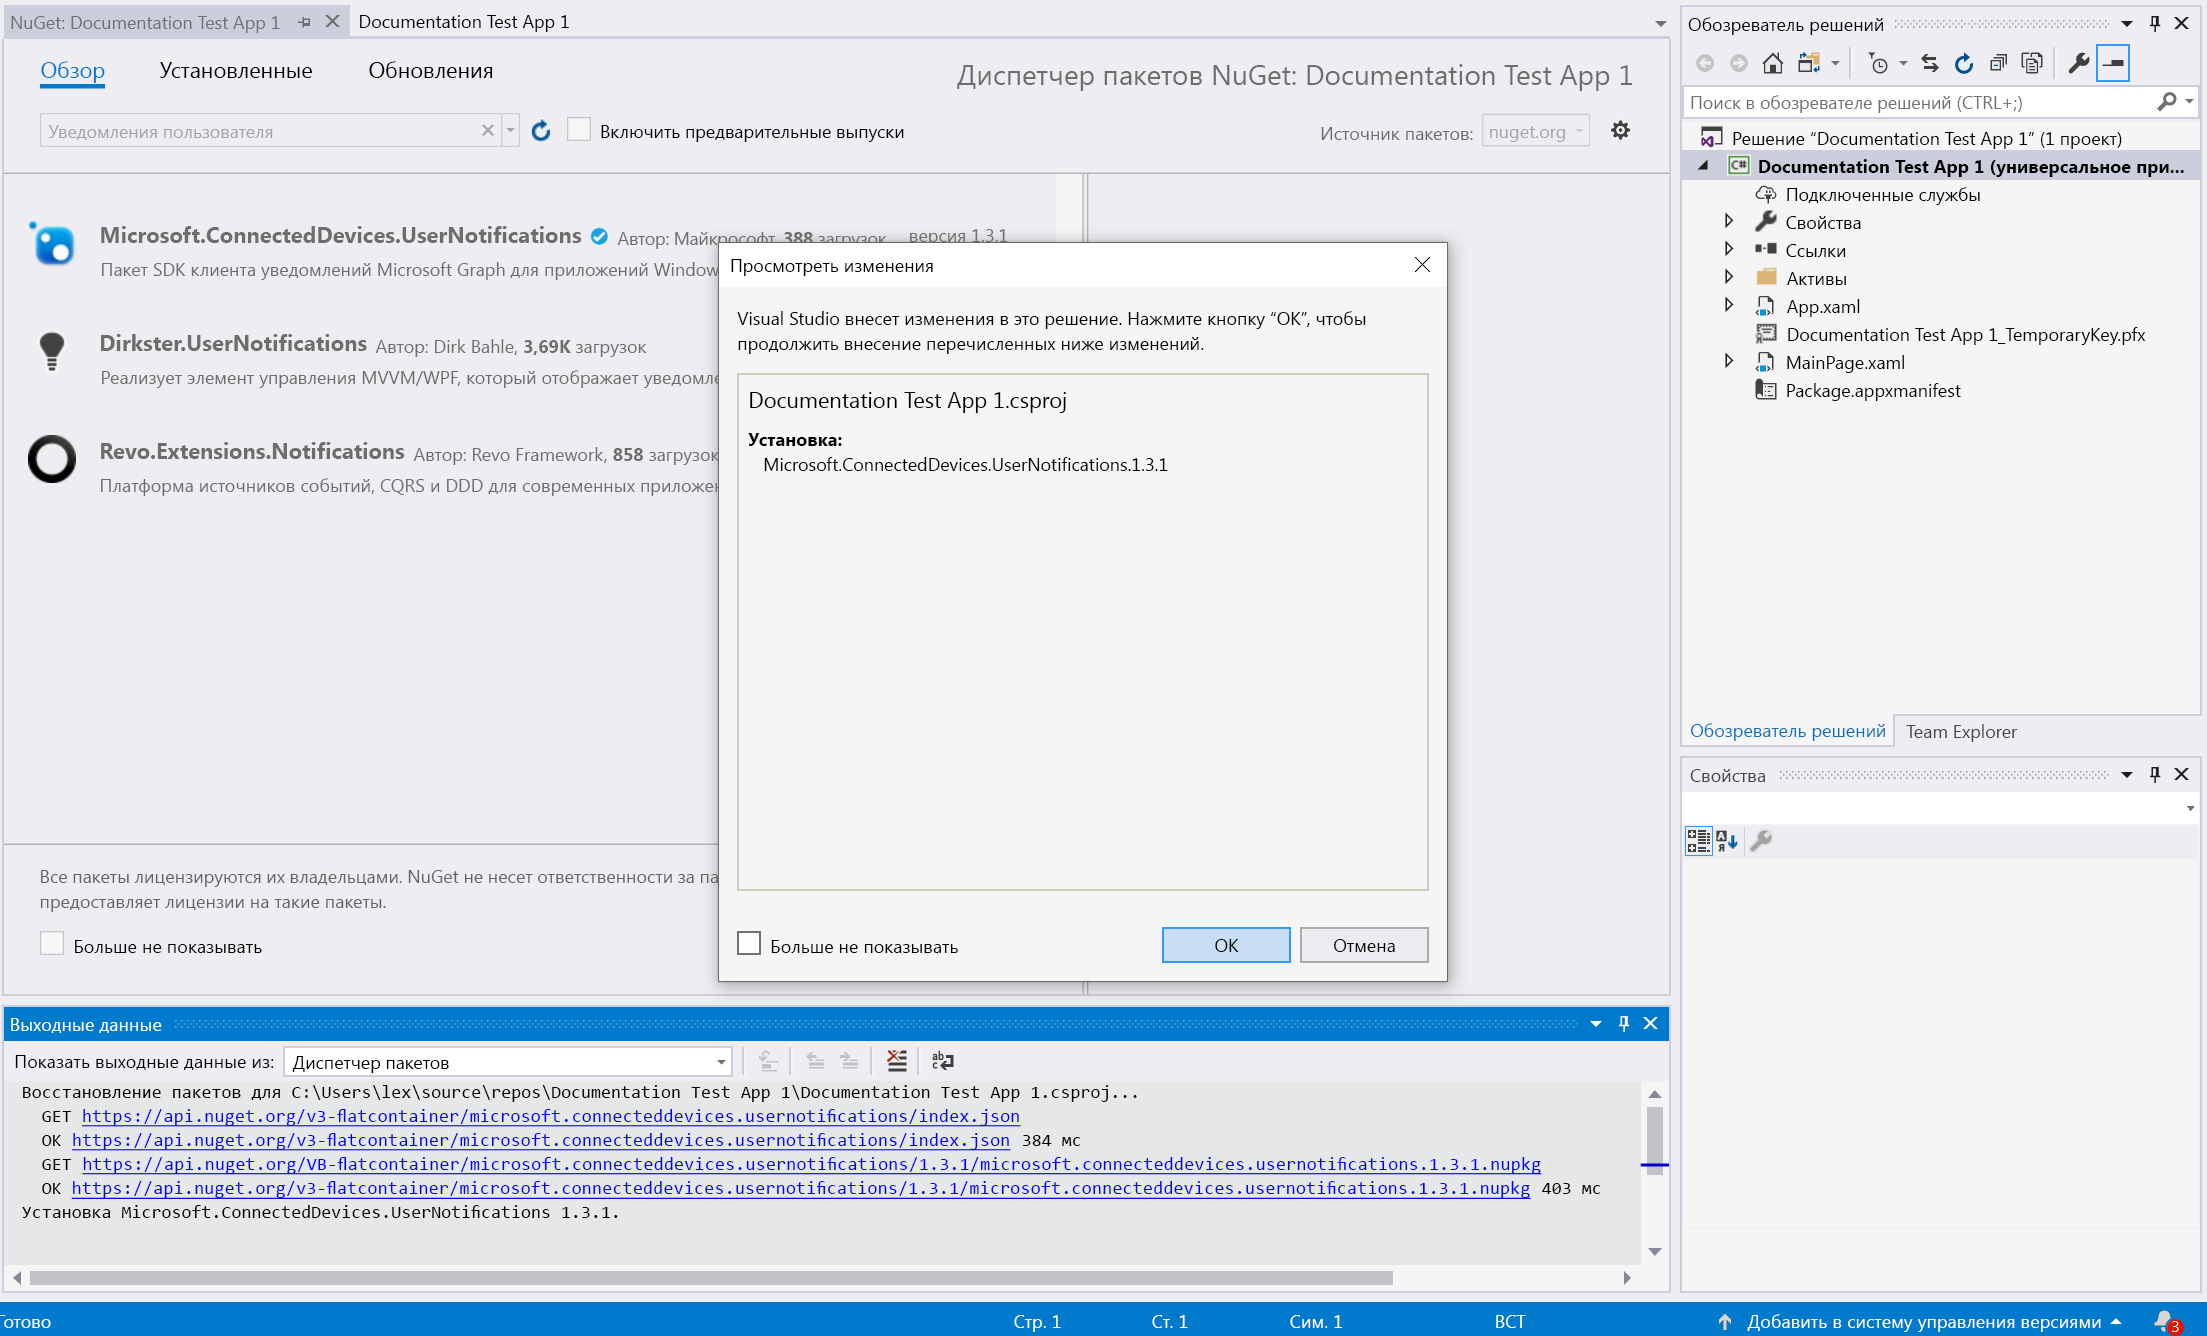 NuGet: Documentation Test App 1
Documentation Test App 1
Обзор
Установленные
Обновления
Диспетчер пакетов NuGet: Documentation Test App 1
Уведомления пользователя
Включить предварительные выпуски
Источник пакетов: nuget.org
Microsoft.ConnectedDevices.UserNotifications Автор: Майкрософт, 388 загрузок версия 1.3.1
Пакет SDK клиента уведомлений Microsoft Graph для приложений Window
Dirkster.UserNotifications Автор: Dirk Bahle, 3,69K загрузок
Реализует элемент управления MVVM/WPF, который отображает уведомле
Revo.Extensions.Notifications Автор: Revo Framework, 858 загрузок
Платформа источников событий, CQRS и DDD для современных приложен
Все пакеты лицензируются их владельцами. NuGet не несет ответственности за па
предоставляет лицензии на такие пакеты.
Больше не показывать
Просмотреть изменения
Visual Studio внесет изменения в это решение. Нажмите кнопку “OK”, чтобы
продолжить внесение перечисленных ниже изменений.
Documentation Test App 1.csproj
Установка:
Microsoft.ConnectedDevices.UserNotifications.1.3.1
Больше не показывать
OK
Отмена
Выходные данные
Показать выходные данные из: Диспетчер пакетов
Восстановление пакетов для C:\Users\lex\source\repos\Documentation Test App 1\Documentation Test App 1.csproj...
GET https://api.nuget.org/v3-flatcontainer/microsoft.connecteddevices.usernotifications/index.json
OK https://api.nuget.org/v3-flatcontainer/microsoft.connecteddevices.usernotifications/index.json 384 мс
GET https://api.nuget.org/VB-flatcontainer/microsoft.connecteddevices.usernotifications/1.3.1/microsoft.connecteddevices.usernotifications.1.3.1.nupkg
OK https://api.nuget.org/v3-flatcontainer/microsoft.connecteddevices.usernotifications/1.3.1/microsoft.connecteddevices.usernotifications.1.3.1.nupkg 403 мс
Установка Microsoft.ConnectedDevices.UserNotifications 1.3.1.
Обозреватель решений
Поиск в обозревателе решений (CTRL+;)
Решение “Documentation Test App 1” (1 проект)
C# Documentation Test App 1 (универсальное при...
Подключенные службы
Свойства
Ссылки
Активы
App.xaml
Documentation Test App 1_TemporaryKey.pfx
MainPage.xaml
Package.appxmanifest
Обозреватель решений
Team Explorer
Свойства
Готово
Стр. 1
Ст. 1
Сим. 1
ВСТ
Добавить в систему управления версиями
3